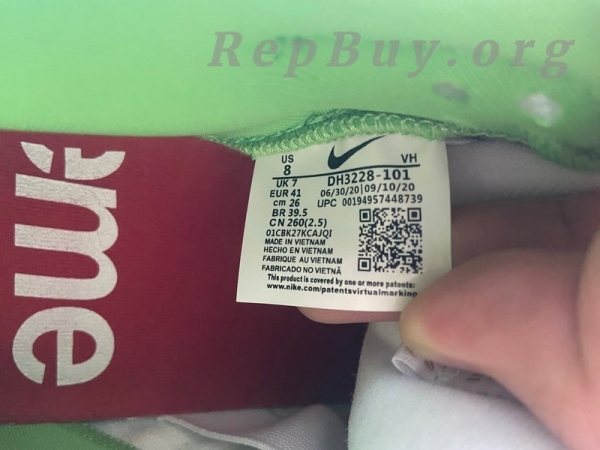 RepBuy.org
US
8
VH
UK 7
DH3228-101
EUR 41
06/30/20|09/10/20
cm 26
UPC 00194957448739
BR 39.5
CN 260(2.5)
01CBK27KCAJQI
MADE IN VIETNAM
HECHO EN VIETNAM
FABRIQUE AU VIETNAM
FABRICADO NO VIETNÃ
This product is covered by one or more patents:
www.nike.com/patentsvirtualmarking
eme